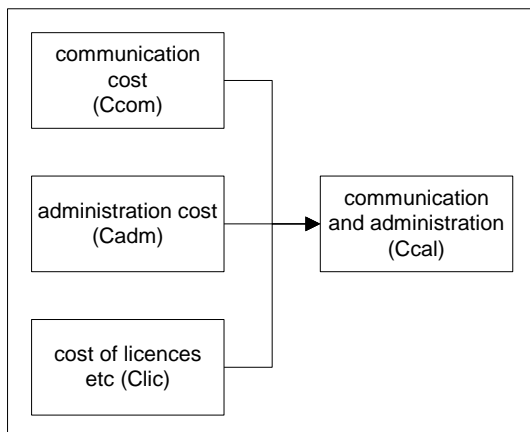 communication
cost
(Ccom)
administration cost
(Cadm)
communication
and administration
(Ccal)
cost of licences
etc (Clic)